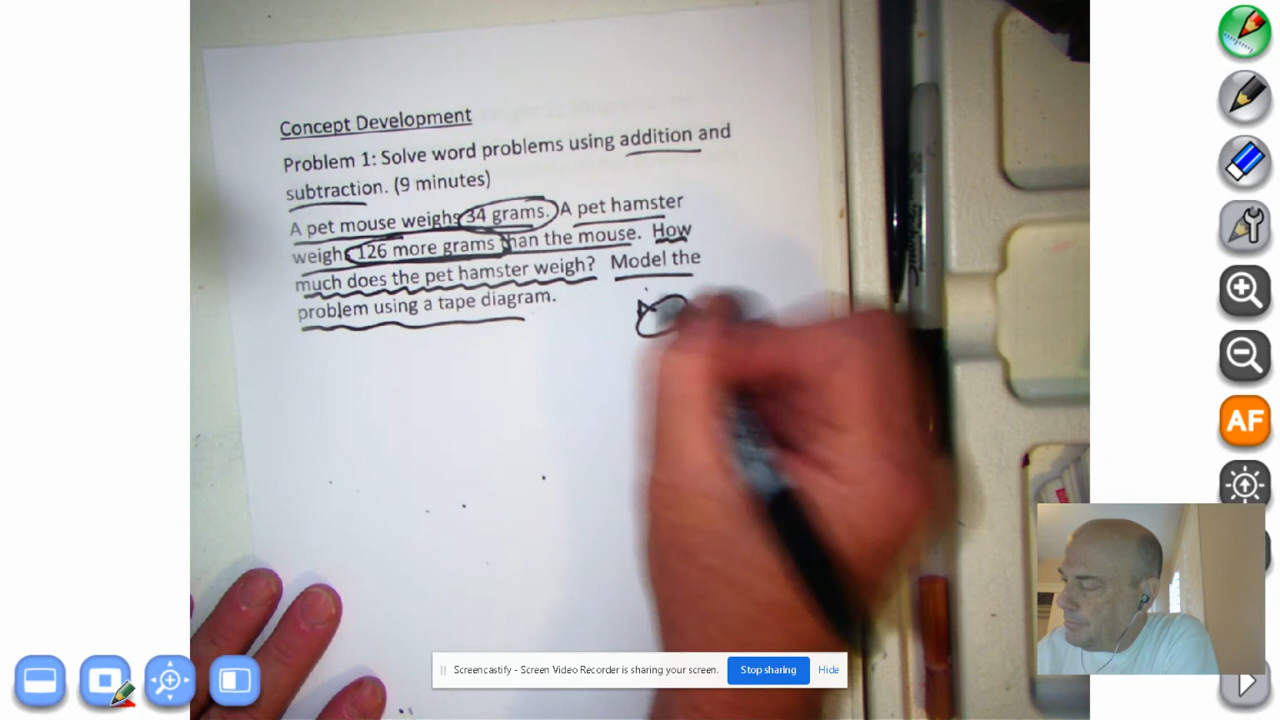 Concept Development
Problem 1: Solve word problems using addition and
subtraction. (9 minutes)
A pet mouse weighs 34 grams. A pet hamster
weighs 126 more grams than the mouse. How
much does the pet hamster weigh? Model the
problem using a tape diagram.
AF
Screencastify - Screen Video Recorder is sharing your screen.
Stop sharing
Hide